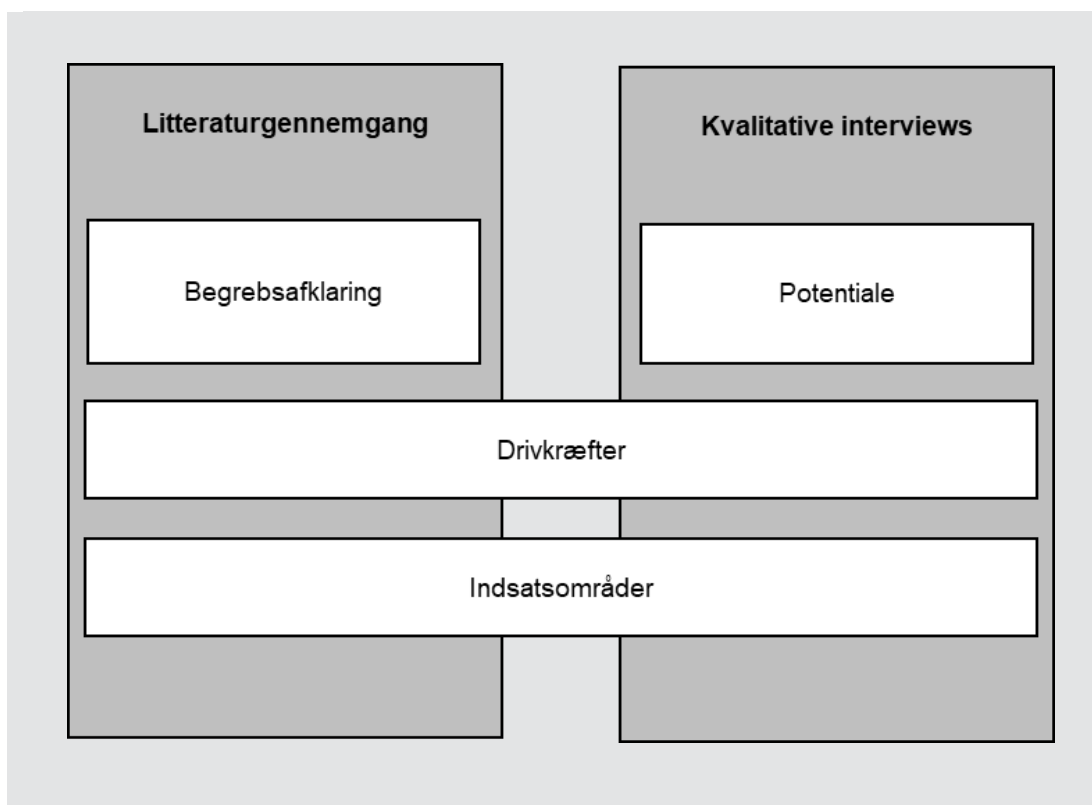 Litteraturgennemgang
Kvalitative interviews
Begrebsafklaring
Potentiale
Drivkræfter
Indsatsområder